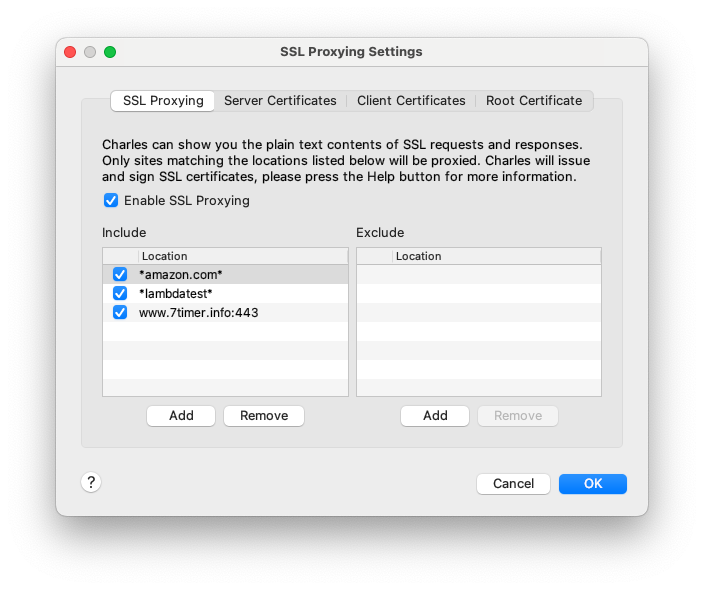 SSL Proxying Settings
SSL Proxying Server Certificates Client Certificates Root Certificate
Charles can show you the plain text contents of SSL requests and responses.
Only sites matching the locations listed below will be proxied. Charles will issue
and sign SSL certificates, please press the Help button for more information.
Enable SSL Proxying
Include Exclude
Location Location
*amazon.com*
*lambdatest*
www.7timer.info:443
Add Remove Add Remove
? Cancel OK